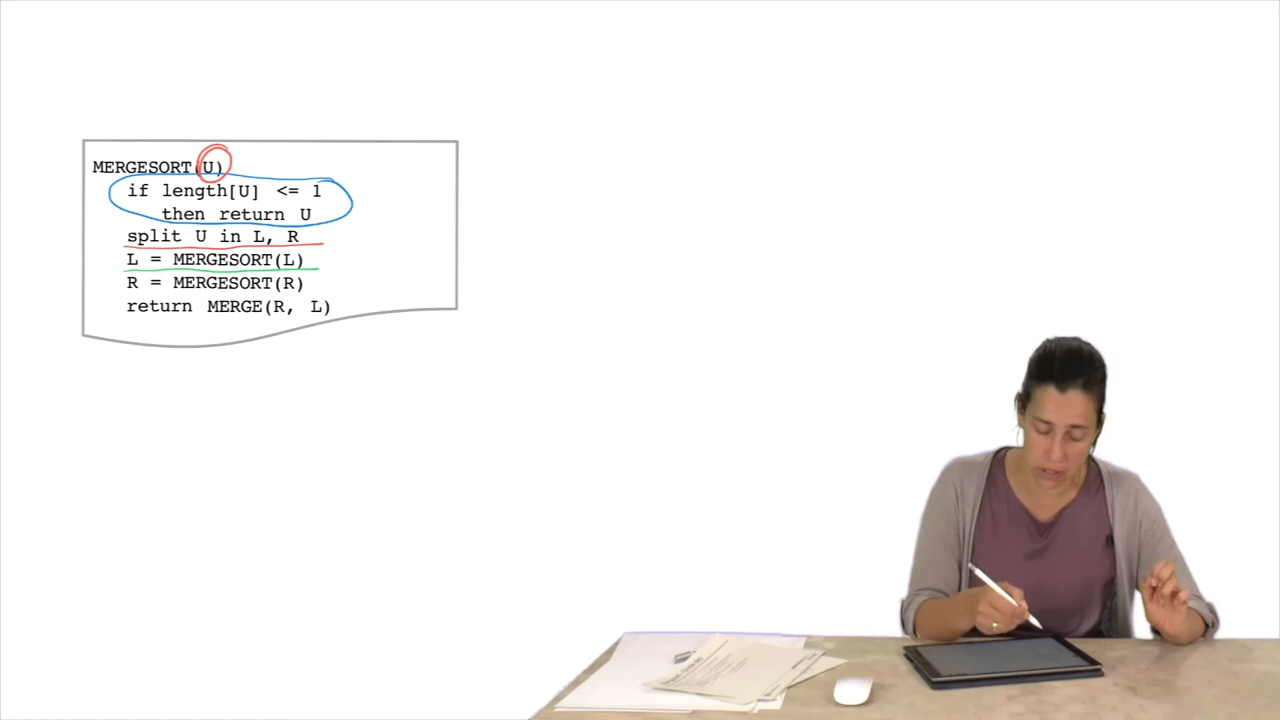 MERGESORT(U)
if length[U] <= 1
then return U
split U in L, R
L = MERGESORT(L)
R = MERGESORT(R)
return MERGE(R, L)